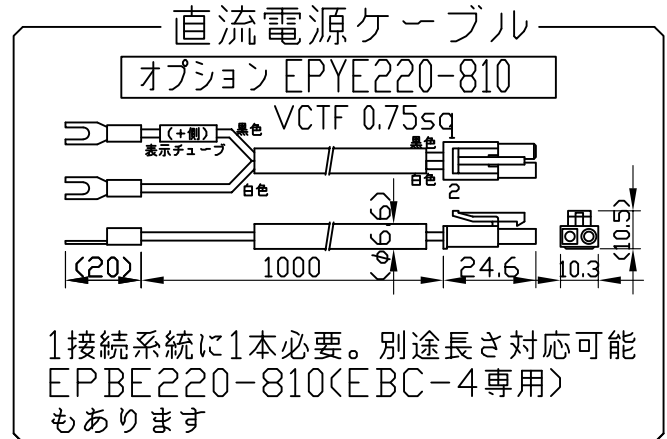 直流電源ケーブル
オプション EPYE220-810
VCTF 0.75sq
1
(+側)
黒色
黒色
表示チューブ
白色
白色
2
(20)
1000
(φ6.6)
24.6
10.3
(10.5)
1接続系統に1本必要。別途長さ対応可能
EPBE220-810(EBC-4専用)
もあります